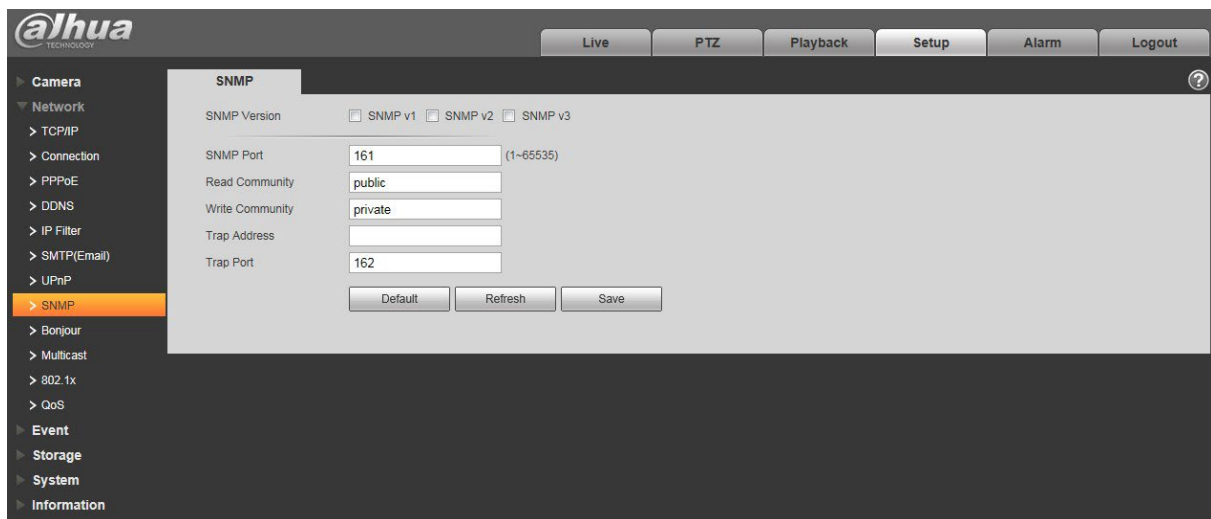 alhua
TECHNOLOGY
Live PTZ Playback Setup Alarm Logout
Camera
Network
> TCP/IP
> Connection
> PPPoE
> DDNS
> IP Filter
> SMTP(Email)
> UPnP
> SNMP
> Bonjour
> Multicast
> 802.1x
> QoS
Event
Storage
System
Information
SNMP
?
SNMP Version SNMP v1 SNMP v2 SNMP v3
SNMP Port 161 (1~65535)
Read Community public
Write Community private
Trap Address
Trap Port 162
Default Refresh Save